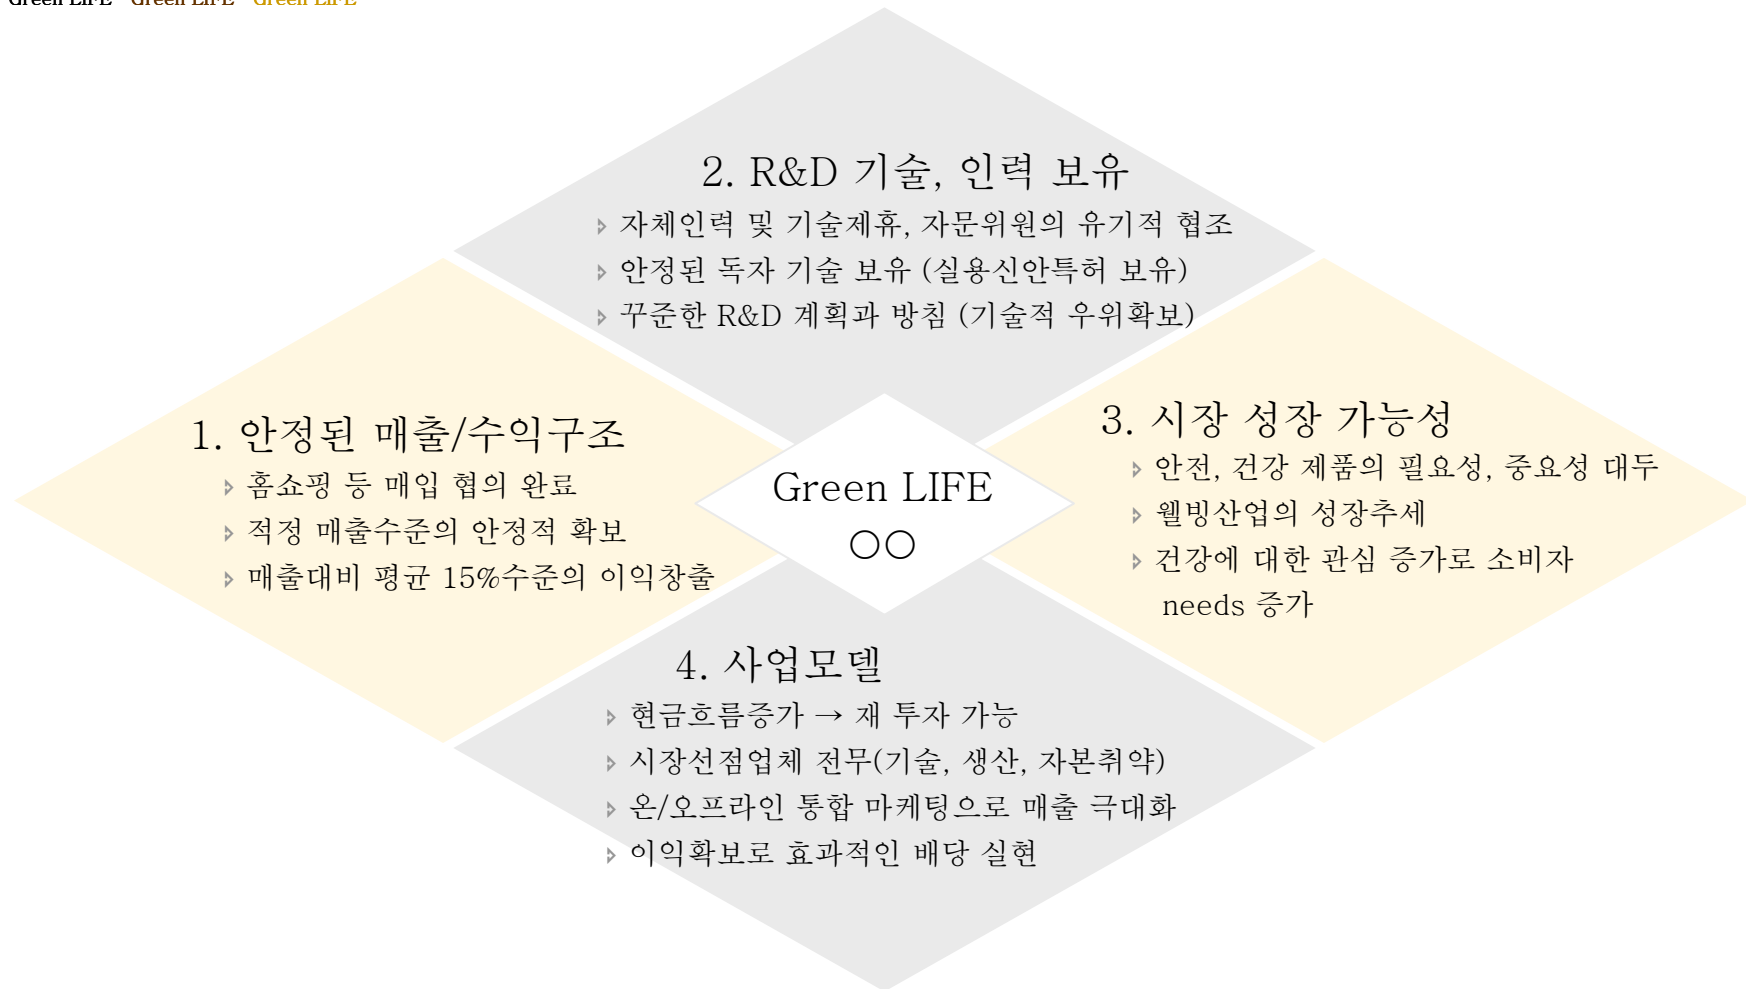 Green LIFE Green LIFE Green LIFE
2. R&D 기술, 인력 보유
자체인력 및 기술제휴, 자문위원의 유기적 협조
안정된 독자 기술 보유 (실용신안특허 보유)
꾸준한 R&D 계획과 방침 (기술적 우위확보)
1. 안정된 매출/수익구조
홈쇼핑 등 매입 협의 완료
적정 매출수준의 안정적 확보
매출대비 평균 15%수준의 이익창출
Green LIFE
○○
3. 시장 성장 가능성
안전, 건강 제품의 필요성, 중요성 대두
웰빙산업의 성장추세
건강에 대한 관심 증가로 소비자
needs 증가
4. 사업모델
현금흐름증가 → 재 투자 가능
시장선점업체 전무(기술, 생산, 자본취약)
온/오프라인 통합 마케팅으로 매출 극대화
이익확보로 효과적인 배당 실현